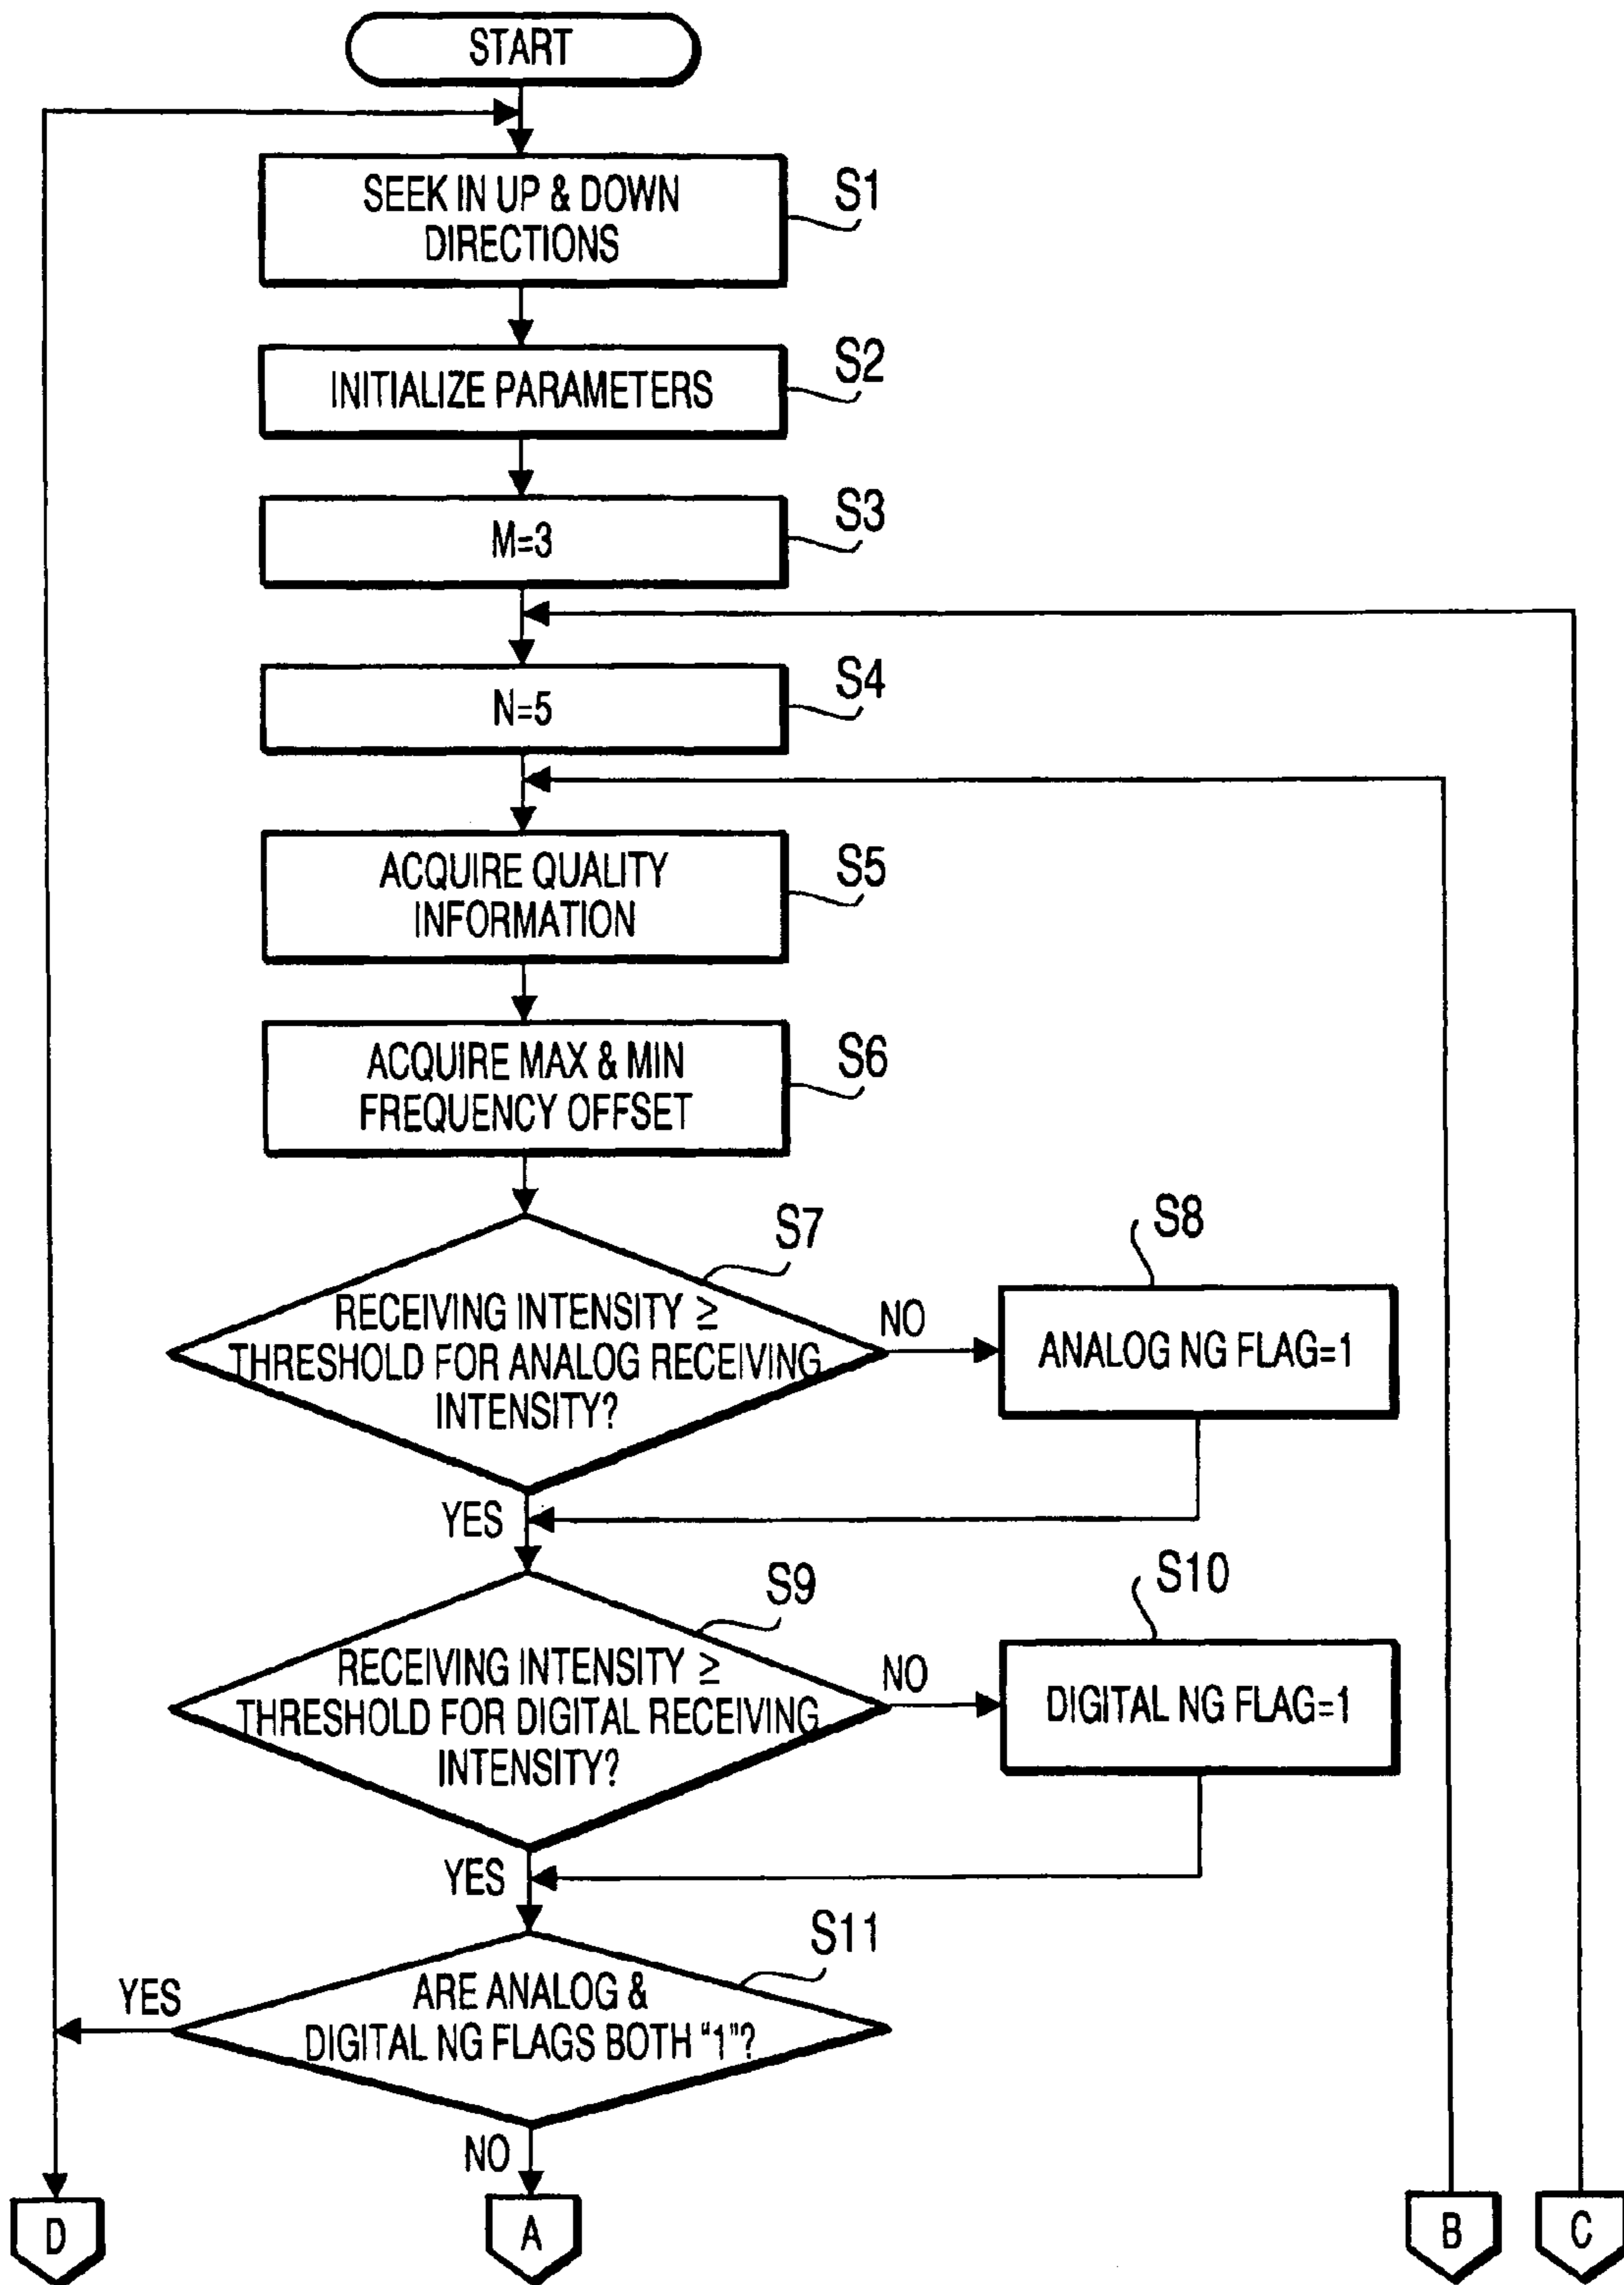 START
SEEK IN UP & DOWN
DIRECTIONS
S1
INITIALIZE PARAMETERS
S2
M=3
S3
N=5
S4
ACQUIRE QUALITY
INFORMATION
S5
ACQUIRE MAX & MIN
FREQUENCY OFFSET
S6
S7
RECEIVING INTENSITY ≥
THRESHOLD FOR ANALOG RECEIVING
INTENSITY?
NO
S8
ANALOG NG FLAG=1
YES
S9
RECEIVING INTENSITY ≥
THRESHOLD FOR DIGITAL RECEIVING
INTENSITY?
NO
S10
DIGITAL NG FLAG=1
YES
S11
ARE ANALOG &
DIGITAL NG FLAGS BOTH "1"?
YES
NO
D
A
B
C